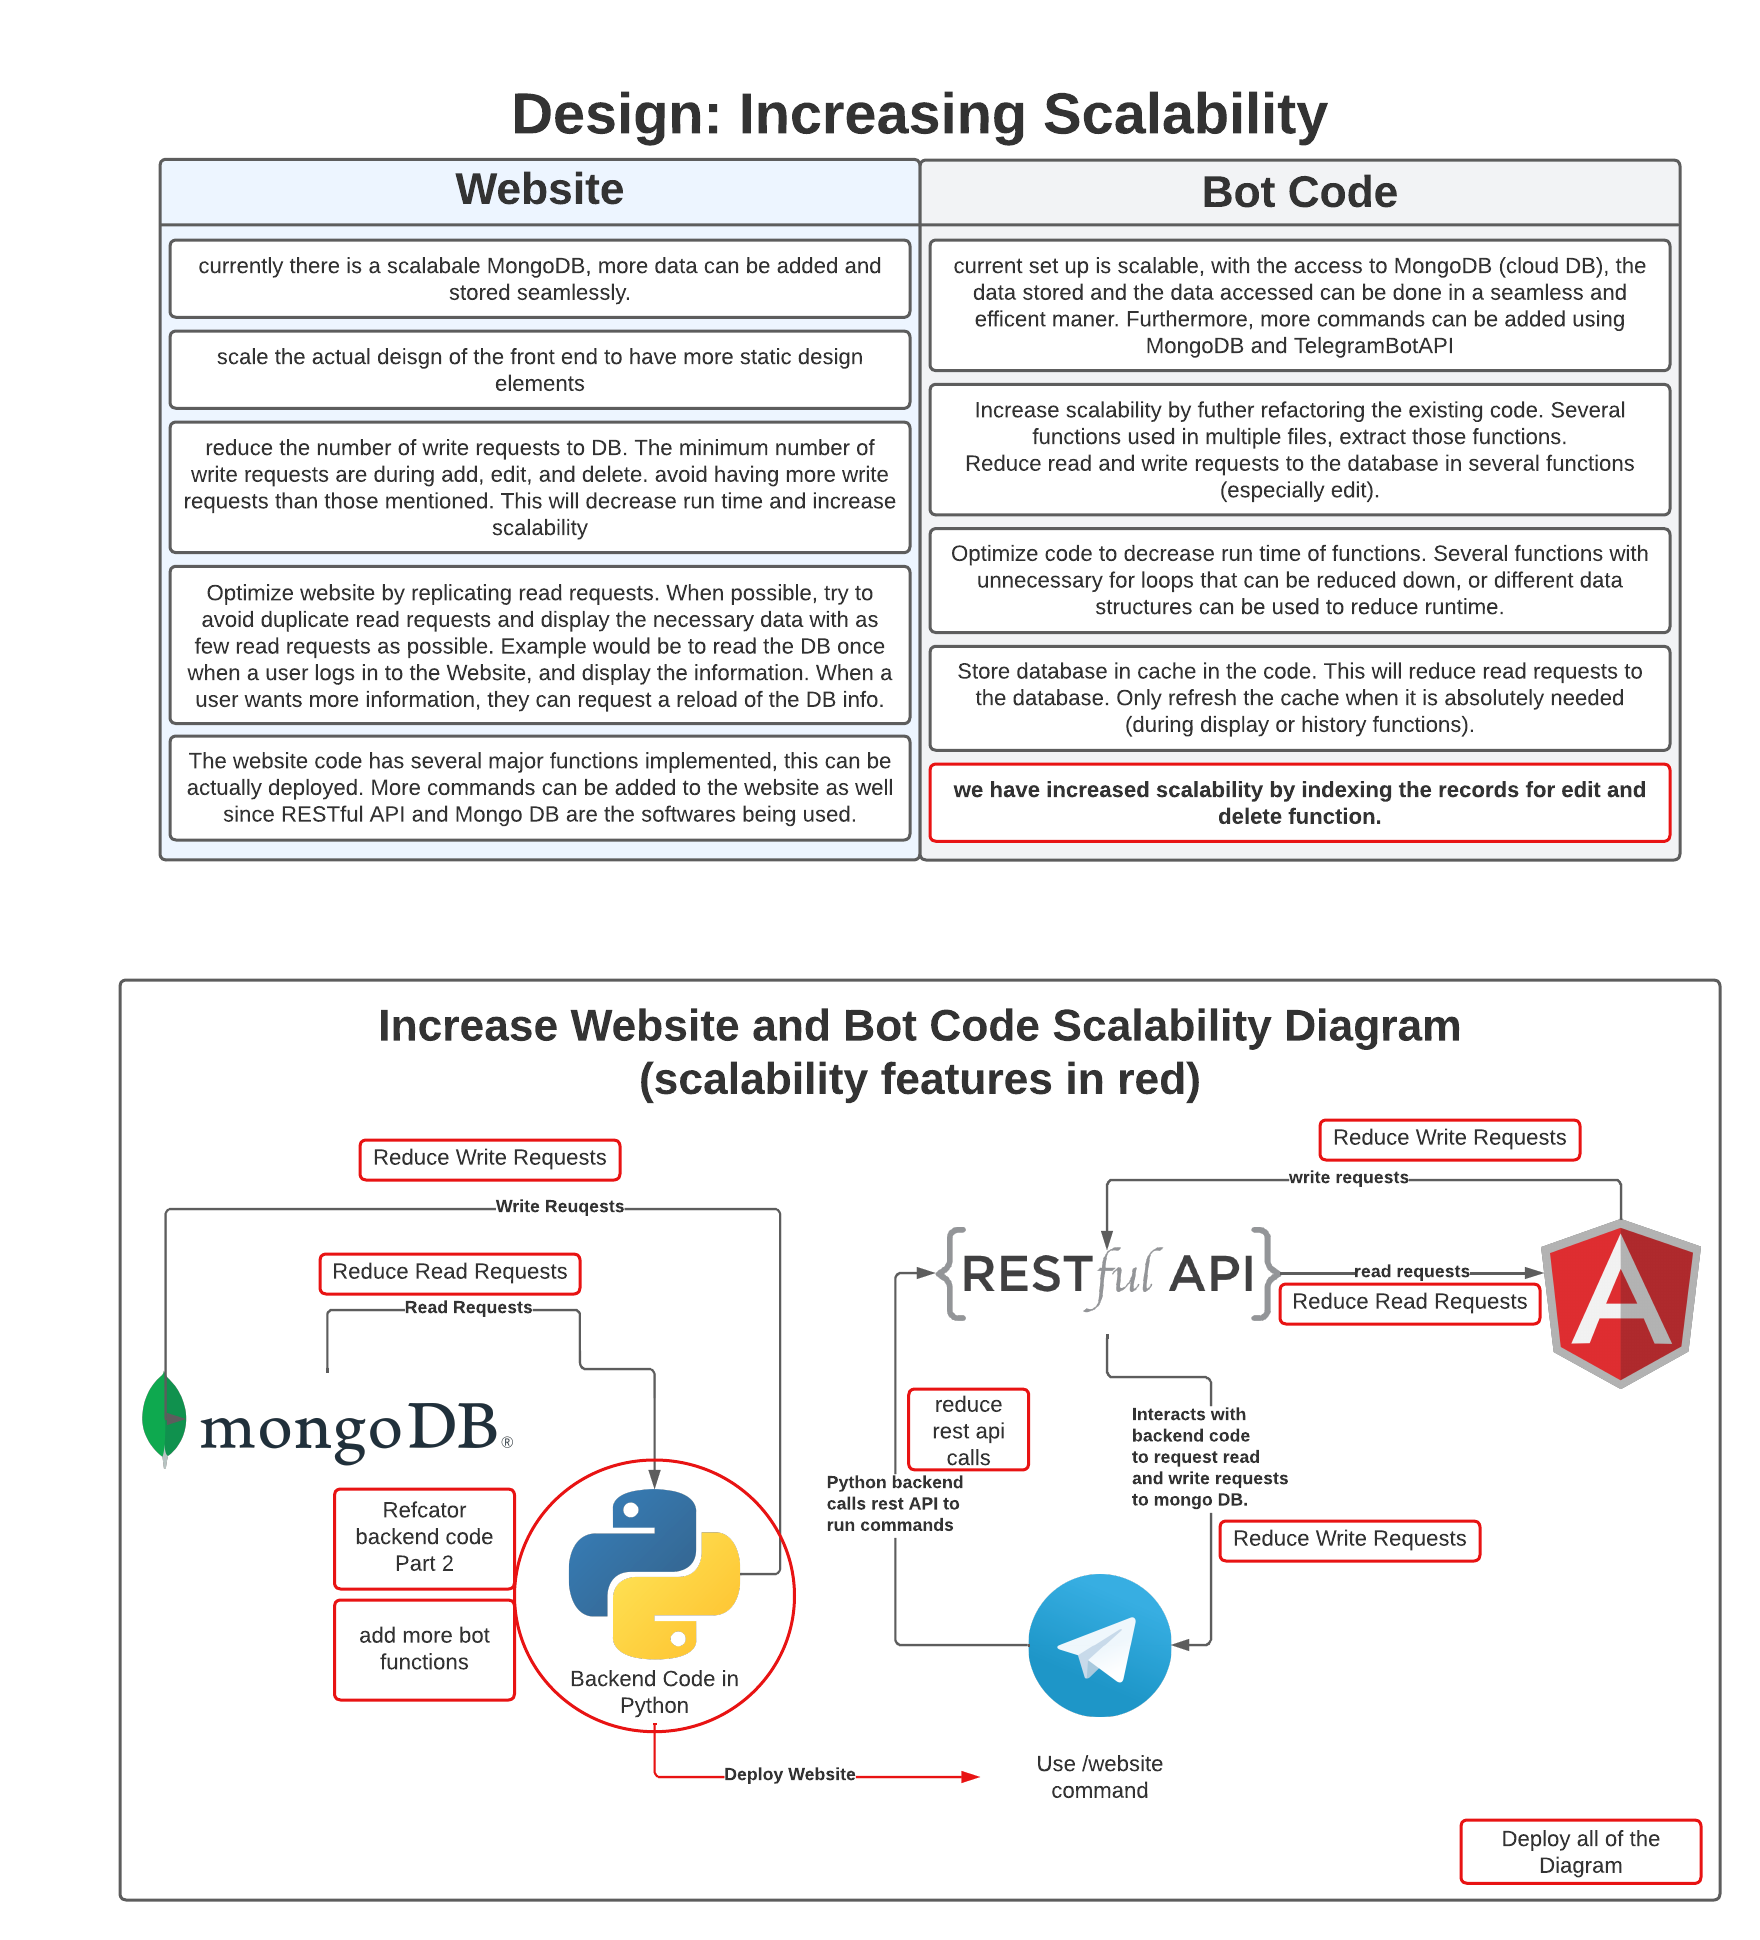 Design: Increasing Scalability
Website
currently there is a scalabale MongoDB, more data can be added and
stored seamlessly.
scale the actual deisgn of the front end to have more static design
elements
reduce the number of write requests to DB. The minimum number of
write requests are during add, edit, and delete. avoid having more write
requests than those mentioned. This will decrease run time and increase
scalability
Optimize website by replicating read requests. When possible, try to
avoid duplicate read requests and display the necessary data with as
few read requests as possible. Example would be to read the DB once
when a user logs in to the Website, and display the information. When a
user wants more information, they can request a reload of the DB info.
The website code has several major functions implemented, this can be
actually deployed. More commands can be added to the website as well
since RESTful API and Mongo DB are the softwares being used.
Bot Code
current set up is scalable, with the access to MongoDB (cloud DB), the
data stored and the data accessed can be done in a seamless and
efficent maner. Furthermore, more commands can be added using
MongoDB and TelegramBotAPI
Increase scalability by futher refactoring the existing code. Several
functions used in multiple files, extract those functions.
Reduce read and write requests to the database in several functions
(especially edit).
Optimize code to decrease run time of functions. Several functions with
unnecessary for loops that can be reduced down, or different data
structures can be used to reduce runtime.
Store database in cache in the code. This will reduce read requests to
the database. Only refresh the cache when it is absolutely needed
(during display or history functions).
we have increased scalability by indexing the records for edit and
delete function.
Increase Website and Bot Code Scalability Diagram
(scalability features in red)
Reduce Write Requests
Write Reuqests
Reduce Read Requests
Read Requests
mongoDB®
Refcator
backend code
Part 2
add more bot
functions
Backend Code in
Python
Deploy Website
Reduce Write Requests
write requests
{RESTful API}
read requests
Reduce Read Requests
A
reduce
rest api
calls
Python backend
calls rest API to
run commands
Interacts with
backend code
to request read
and write requests
to mongo DB.
Reduce Write Requests
Use /website
command
Deploy all of the
Diagram